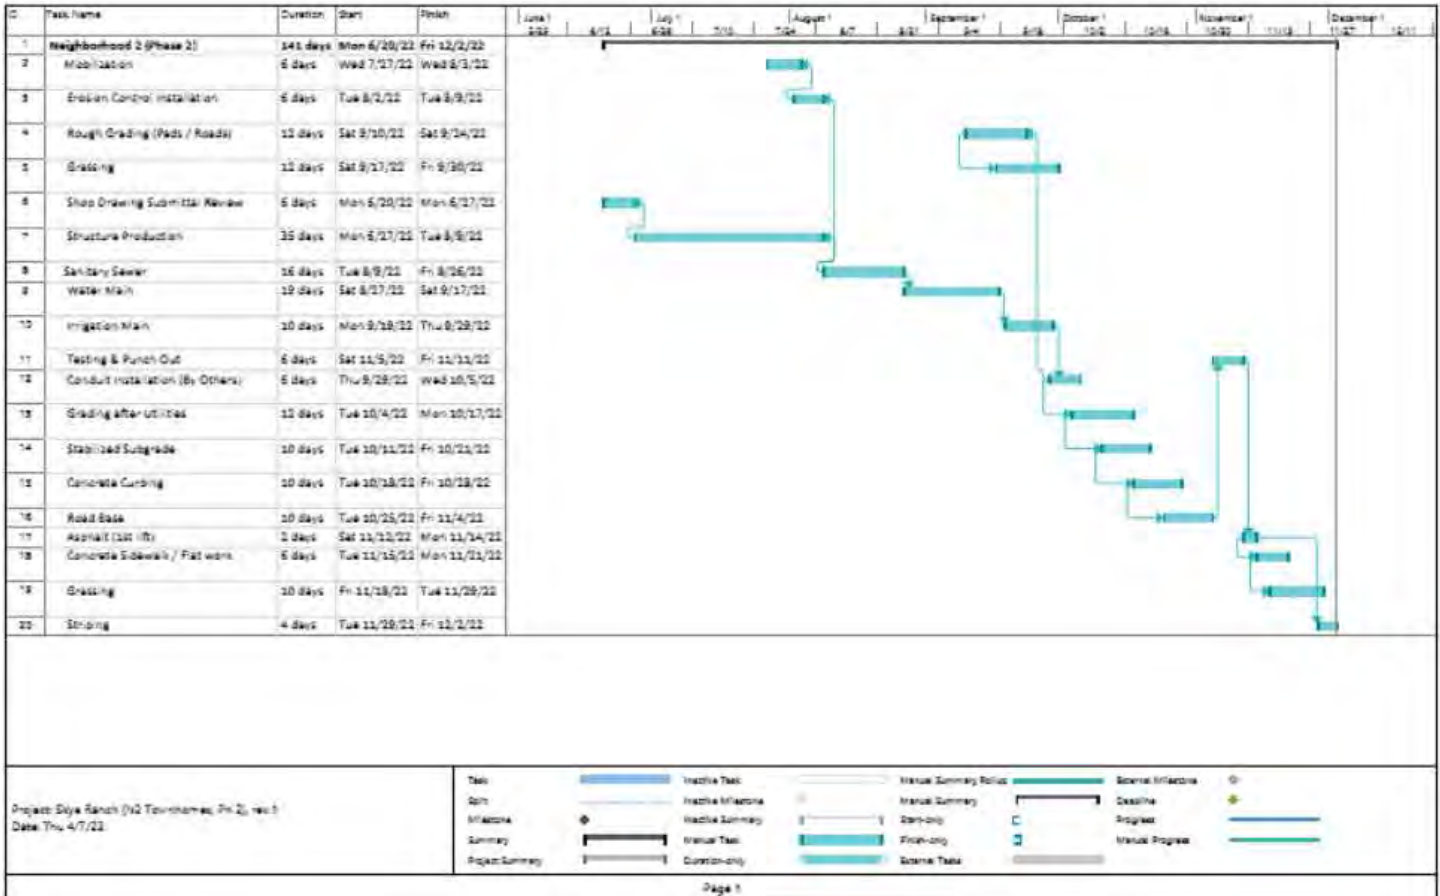 ID Task Name Duration Start Finish
June 1 July 1 August 1 September 1 October 1 November 1 December 1
1 Neighborhood 2 (Phase 2) 141 days Mon 6/20/22 Fri 12/2/22
2 Mobilization 6 days Wed 7/27/22 Wed 8/3/22
3 Erosion Control Installation 6 days Tue 8/2/22 Tue 8/9/22
4 Rough Grading (Pads / Roads) 12 days Sat 9/10/22 Sat 9/24/22
5 Grassing 12 days Sat 9/17/22 Fri 9/30/22
6 Shop Drawing Submittal Review 6 days Mon 6/20/22 Mon 6/27/22
7 Structure Production 35 days Mon 6/27/22 Tue 8/9/22
8 Sanitary Sewer 16 days Tue 8/9/22 Fri 8/26/22
9 Water Main 19 days Sat 8/27/22 Sat 9/17/22
10 Irrigation Main 10 days Mon 9/19/22 Thu 9/29/22
11 Testing & Punch Out 6 days Sat 11/5/22 Fri 11/11/22
12 Conduit Installation (By Others) 6 days Thu 9/29/22 Wed 10/5/22
13 Grading after utilities 12 days Tue 10/4/22 Mon 10/17/22
14 Stabilized Subgrade 10 days Tue 10/11/22 Fri 10/21/22
15 Concrete Curbing 10 days Tue 10/18/22 Fri 10/28/22
16 Road Base 10 days Tue 10/25/22 Fri 11/4/22
17 Asphalt (1st lift) 2 days Sat 11/12/22 Mon 11/14/22
18 Concrete Sidewalk / Flat work 6 days Tue 11/15/22 Mon 11/21/22
19 Grassing 10 days Fri 11/18/22 Tue 11/29/22
20 Striping 4 days Tue 11/29/22 Fri 12/2/22
Project: Skye Ranch (N2 Townhomes, Ph 2), rev
Date: Thu 4/7/22
Task Inactive Task Manual Summary Rollup External Milestone
Split Inactive Milestone Manual Summary Deadline
Milestone Inactive Summary Start-only Progress
Summary Manual Task Finish-only Manual Progress
Project Summary Duration-only External Tasks
Page 1